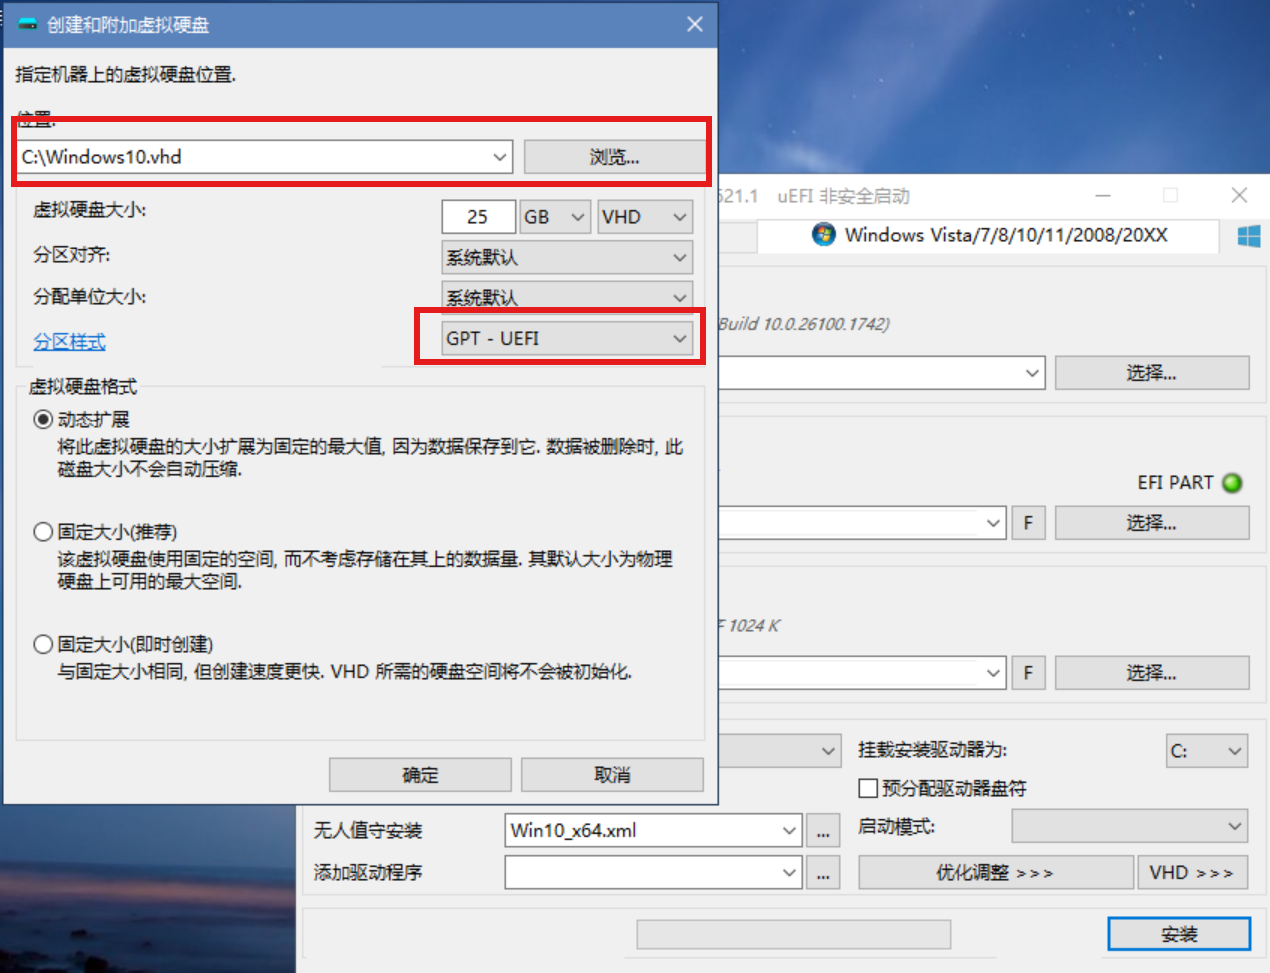 创建和附加虚拟硬盘
指定机器上的虚拟硬盘位置.
位置:
C:\Windows10.vhd
浏览...
虚拟硬盘大小:
25
GB
VHD
分区对齐:
系统默认
分配单位大小:
系统默认
分区样式
GPT - UEFI
虚拟硬盘格式
动态扩展
将此虚拟硬盘的大小扩展为固定的最大值, 因为数据保存到它. 数据被删除时, 此
磁盘大小不会自动压缩.
固定大小(推荐)
该虚拟硬盘使用固定的空间, 而不考虑存储在其上的数据量. 其默认大小为物理
硬盘上可用的最大空间.
固定大小(即时创建)
与固定大小相同, 但创建速度更快. VHD 所需的硬盘空间将不会被初始化.
确定
取消
621.1 uEFI 非安全启动
Windows Vista/7/8/10/11/2008/20XX
Build 10.0.26100.1742)
选择...
EFI PART
F
选择...
1024 K
F
选择...
挂载安装驱动器为:
C:
预分配驱动器盘符
无人值守安装
Win10_x64.xml
...
启动模式:
添加驱动程序
...
优化调整 >>>
VHD >>>
安装